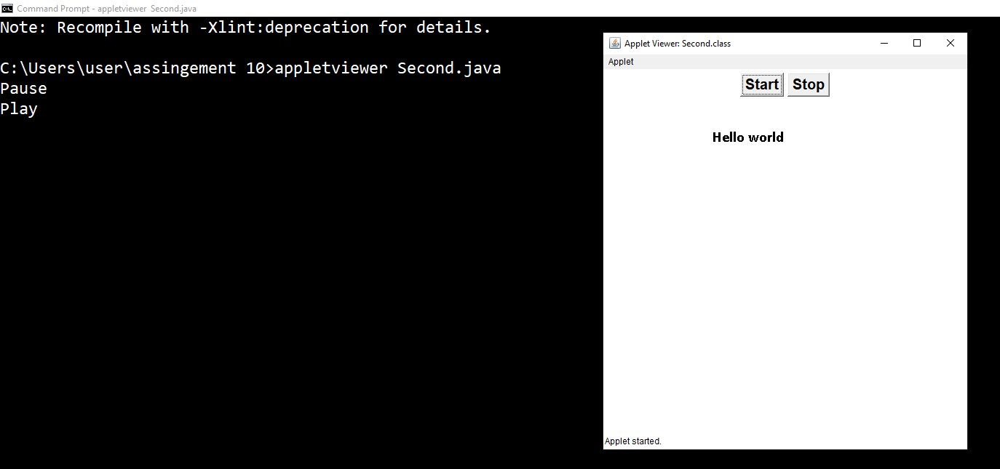 Command Prompt - appletviewer  Second.java
Note: Recompile with -Xlint:deprecation for details.
C:\Users\user\assingement 10>appletviewer Second.java
Pause
Play
Applet Viewer: Second.class
Applet
Start Stop
Hello world
Applet started.